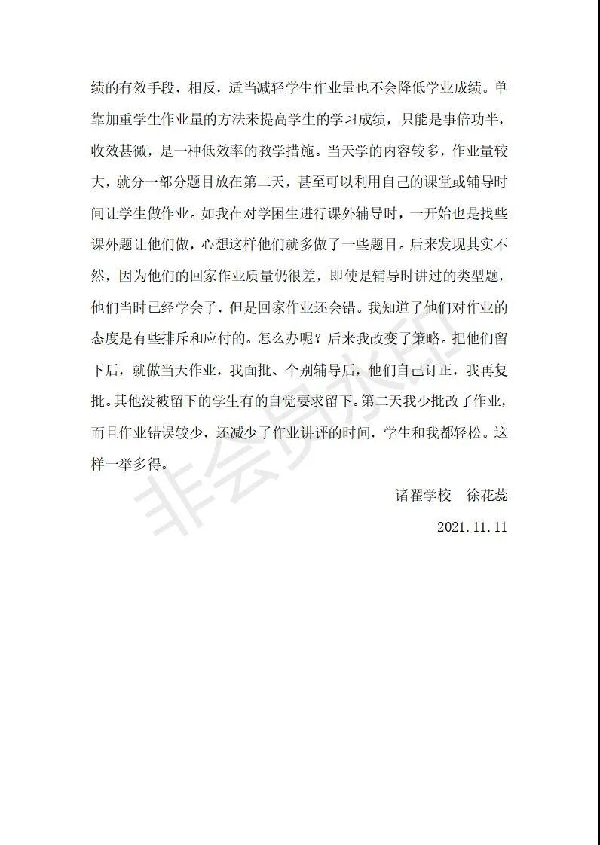 绩的有效手段，相反，适当减轻学生作业量也不会降低学业成绩。单
靠加重学生作业量的方法来提高学生的学习成绩，只能是事倍功半，
收效甚微，是一种低效率的教学措施。当天学的内容较多，作业量较
大，就分一部分题目放在第二天，甚至可以利用自己的课堂或辅导时
间让学生做作业。如我在对学困生进行课外辅导时，一开始也是找些
课外题让他们做，心想这样他们就多做了一些题目。后来发现其实不
然，因为他们的回家作业质量仍很差，即使是辅导时讲过的类型题，
他们当时已经学会了，但是回家作业还会错。我知道了他们对作业的
态度是有些排斥和应付的。怎么办呢？后来我改变了策略。把他们留
下后，就做当天作业，我面批、个别辅导后，他们自己订正，我再复
批。其他没被留下的学生有的自觉要求留下。第二天我少批改了作业，
而且作业错误较少，还减少了作业讲评的时间，学生和我都轻松。这
样一举多得。
诸翟学校　徐花蕊
2021.11.11
非会员水印